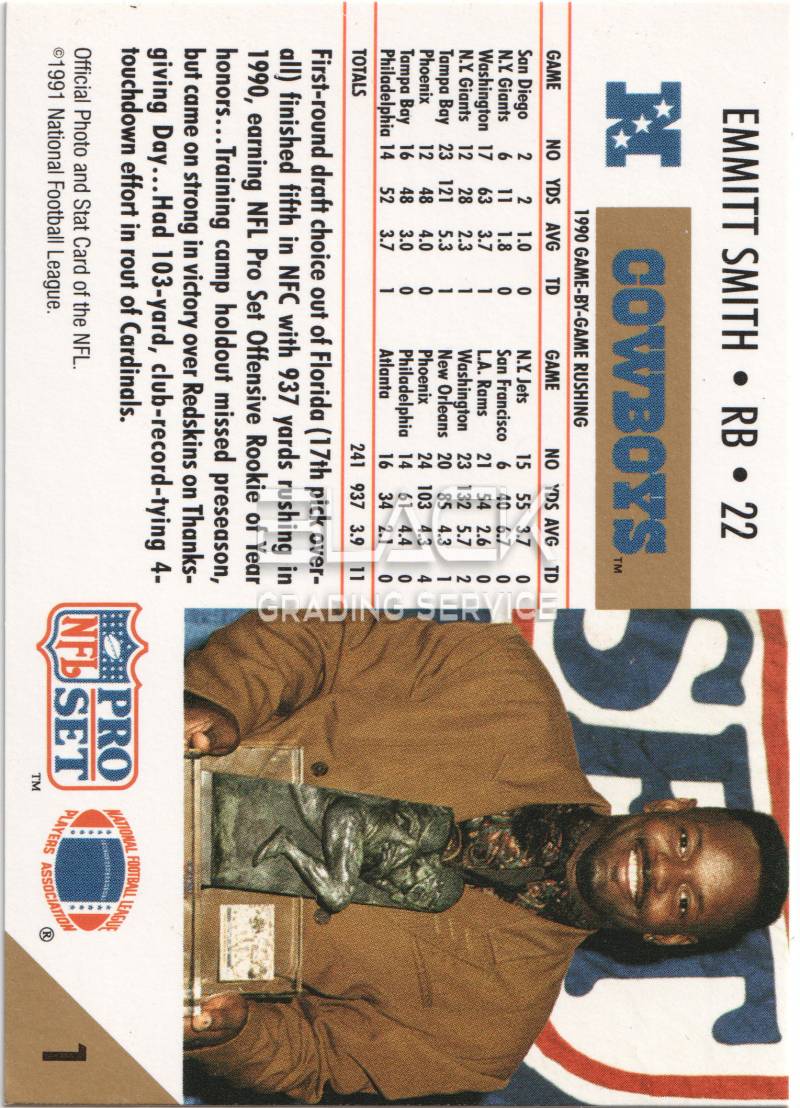 EMMITT SMITH • RB • 22
N
COWBOYS™
1990 GAME-BY-GAME RUSHING
GAME NO YDS AVG TD GAME NO YDS AVG TD
San Diego 2 2 1.0 0 N.Y. Jets 15 55 3.7 0
N.Y. Giants 6 11 1.8 0 San Francisco 6 40 6.7 0
Washington 17 63 3.7 1 L.A. Rams 21 54 2.6 0
N.Y. Giants 12 28 2.3 1 Washington 23 132 5.7 2
Tampa Bay 23 121 5.3 1 New Orleans 20 85 4.3 1
Phoenix 12 48 4.0 0 Phoenix 24 103 4.3 4
Tampa Bay 16 48 3.0 0 Philadelphia 14 61 4.4 0
Philadelphia 14 52 3.7 1 Atlanta 16 34 2.1 0
TOTALS 241 937 3.9 11
First-round draft choice out of Florida (17th pick over-
all) finished fifth in NFC with 937 yards rushing in
1990, earning NFL Pro Set Offensive Rookie of Year
honors...Training camp holdout missed preseason,
but came on strong in victory over Redskins on Thanks-
giving Day...Had 103-yard, club-record-tying 4-
touchdown effort in rout of Cardinals.
Official Photo and Stat Card of the NFL.
©1991 National Football League.
SET
PRO
NFL SET™
NATIONAL FOOTBALL LEAGUE
PLAYERS ASSOCIATION®
1
BLACK
GRADING SERVICE